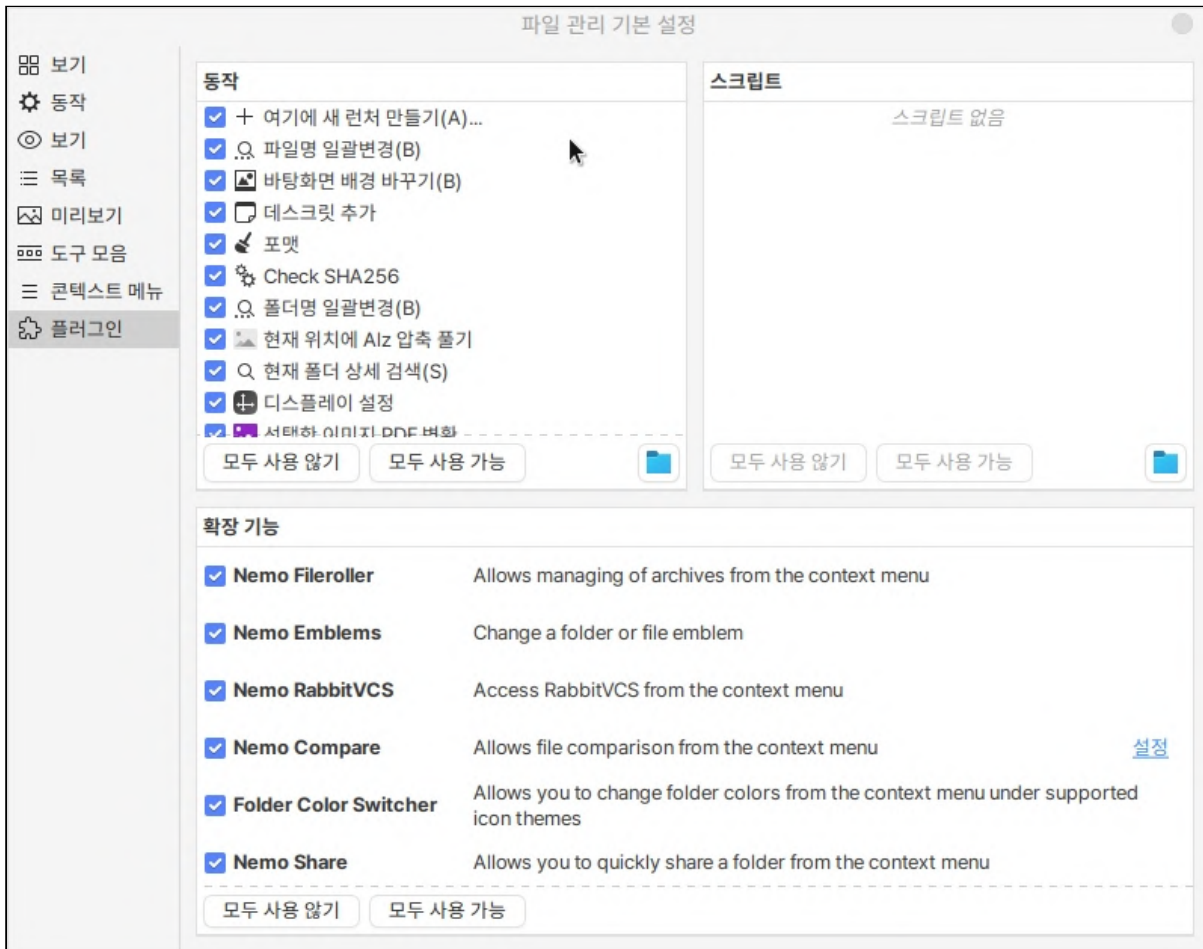 파일 관리 기본 설정
보기
동작
보기
목록
미리보기
도구 모음
콘텍스트 메뉴
플러그인
동작
여기에 새 런처 만들기(A)...
파일명 일괄변경(B)
바탕화면 배경 바꾸기(B)
데스크릿 추가
포맷
Check SHA256
폴더명 일괄변경(B)
현재 위치에 Alz 압축 풀기
현재 폴더 상세 검색(S)
디스플레이 설정
선택한 이미지 PDF 변환
모두 사용 않기
모두 사용 가능
스크립트
스크립트 없음
모두 사용 않기
모두 사용 가능
확장 기능
Nemo Fileroller Allows managing of archives from the context menu
Nemo Emblems Change a folder or file emblem
Nemo RabbitVCS Access RabbitVCS from the context menu
Nemo Compare Allows file comparison from the context menu 설정
Folder Color Switcher Allows you to change folder colors from the context menu under supported
icon themes
Nemo Share Allows you to quickly share a folder from the context menu
모두 사용 않기
모두 사용 가능